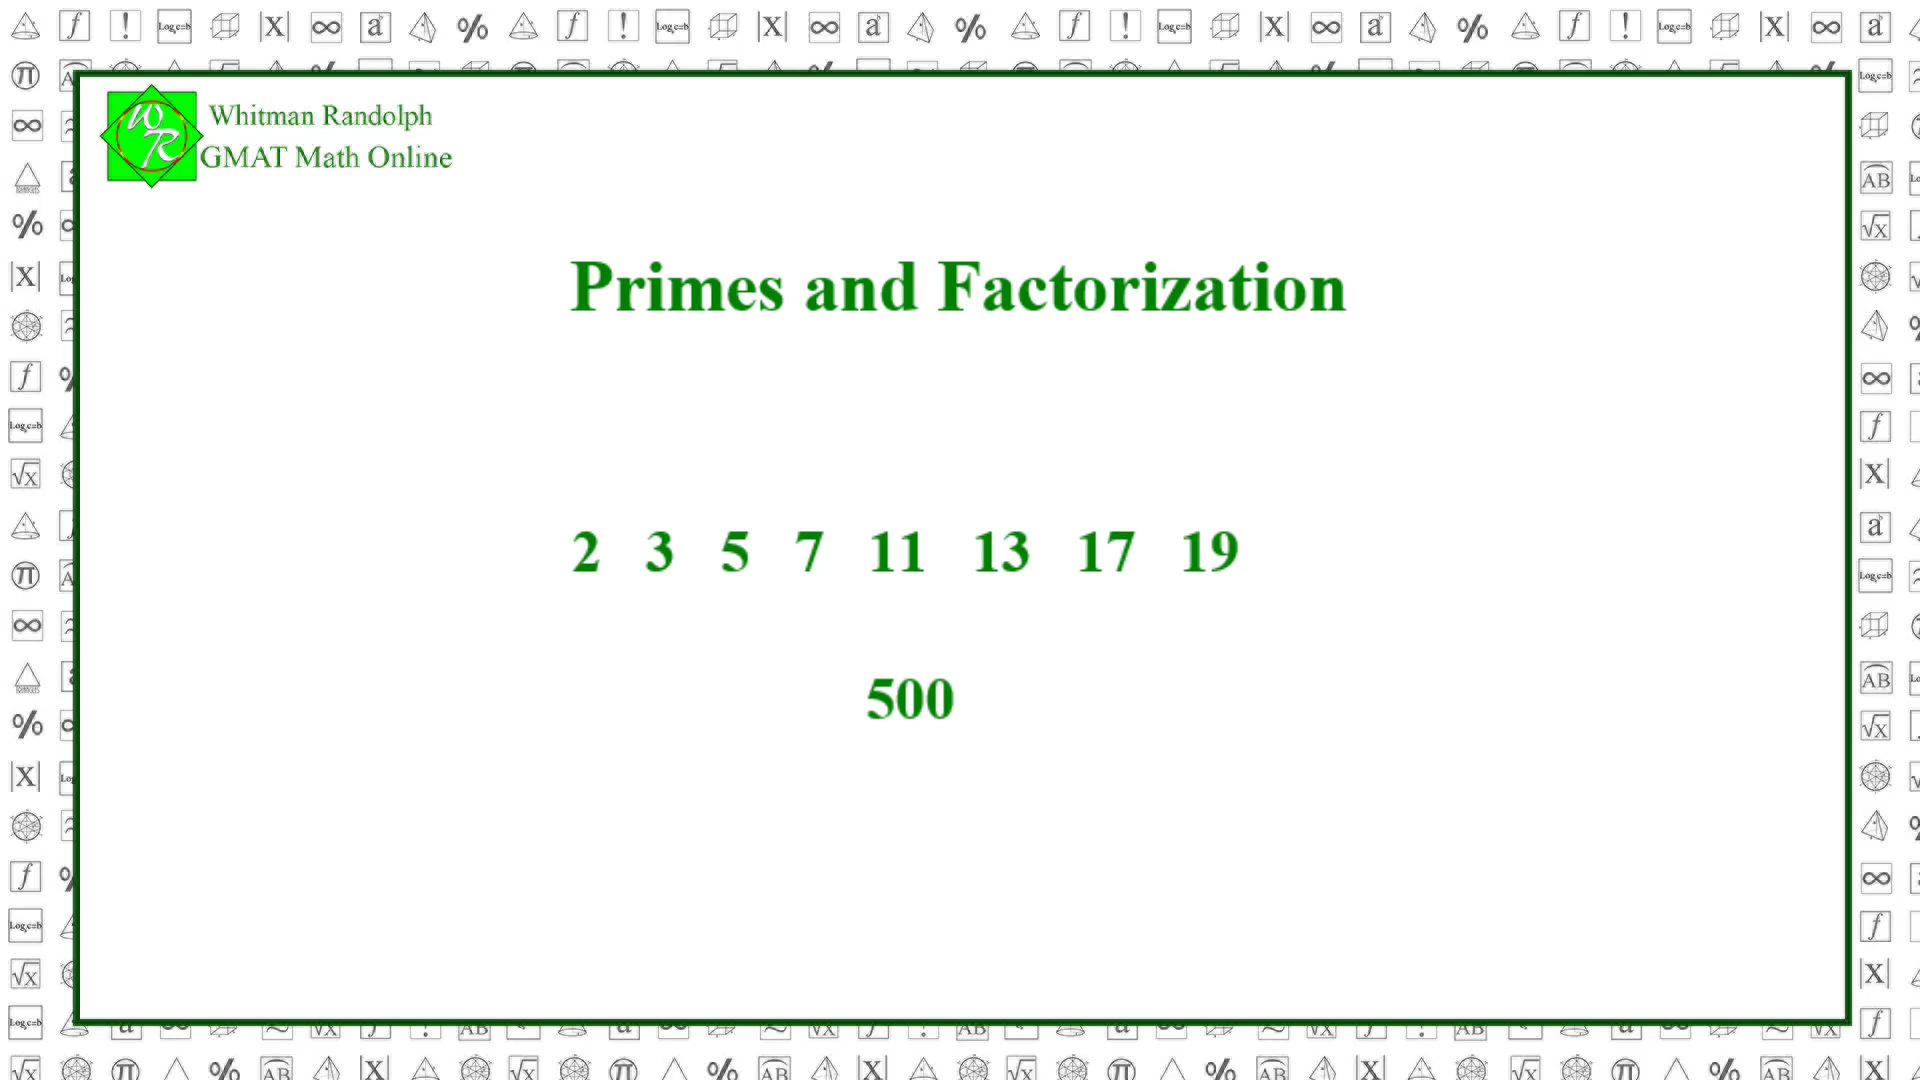 Whitman Randolph
GMAT Math Online
Primes and Factorization
2 3 5 7 11 13 17 19
500